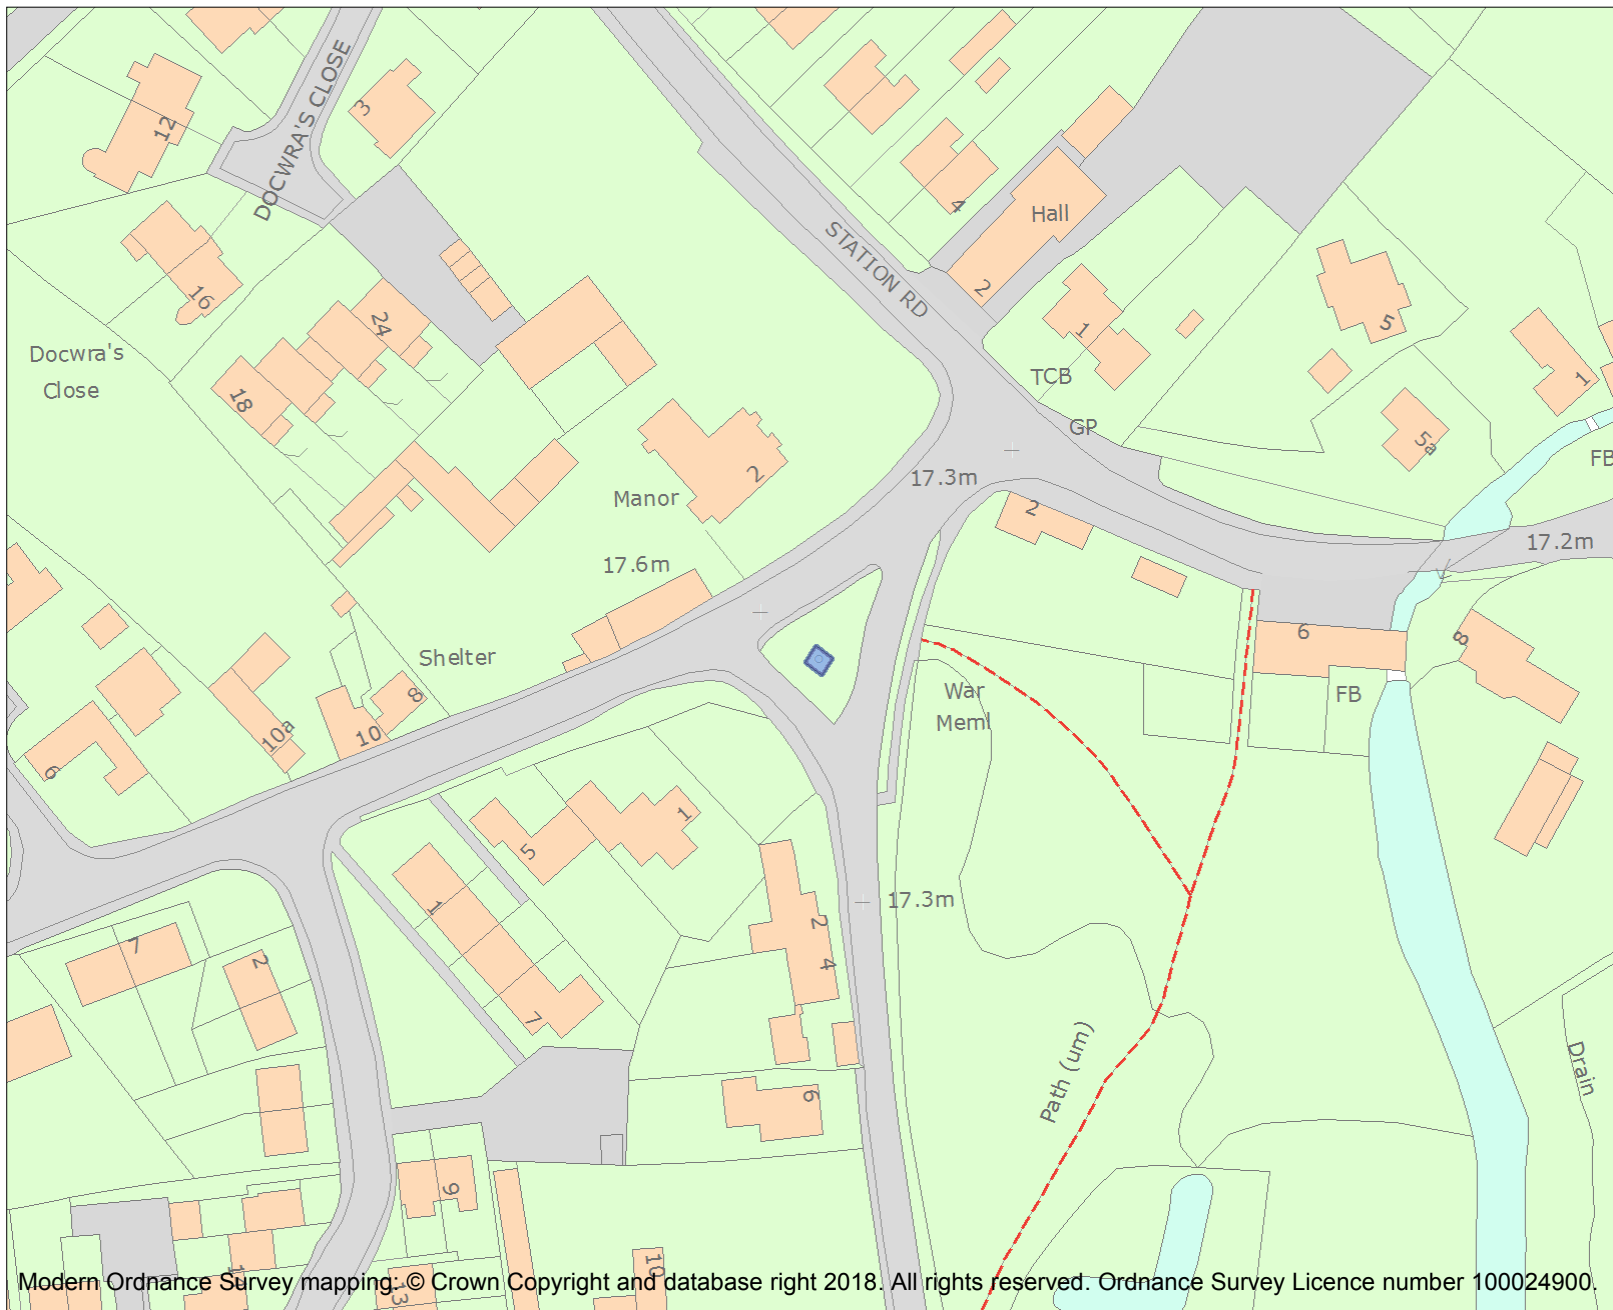 DOCWRA'S CLOSE
3
12
16
24
18
Docwra's
Close
STATION RD
4
Hall
2
1
TCB
GP
5
1
5a
FB
17.2m
2
Manor
17.3m
2
17.6m
Shelter
War
Meml
6
8
FB
8
10
10a
6
1
5
1
7
2
7
2
4
17.3m
6
Path (um)
Drain
9
10
13
Modern Ordnance Survey mapping: © Crown Copyright and database right 2018. All rights reserved. Ordnance Survey Licence number 100024900.